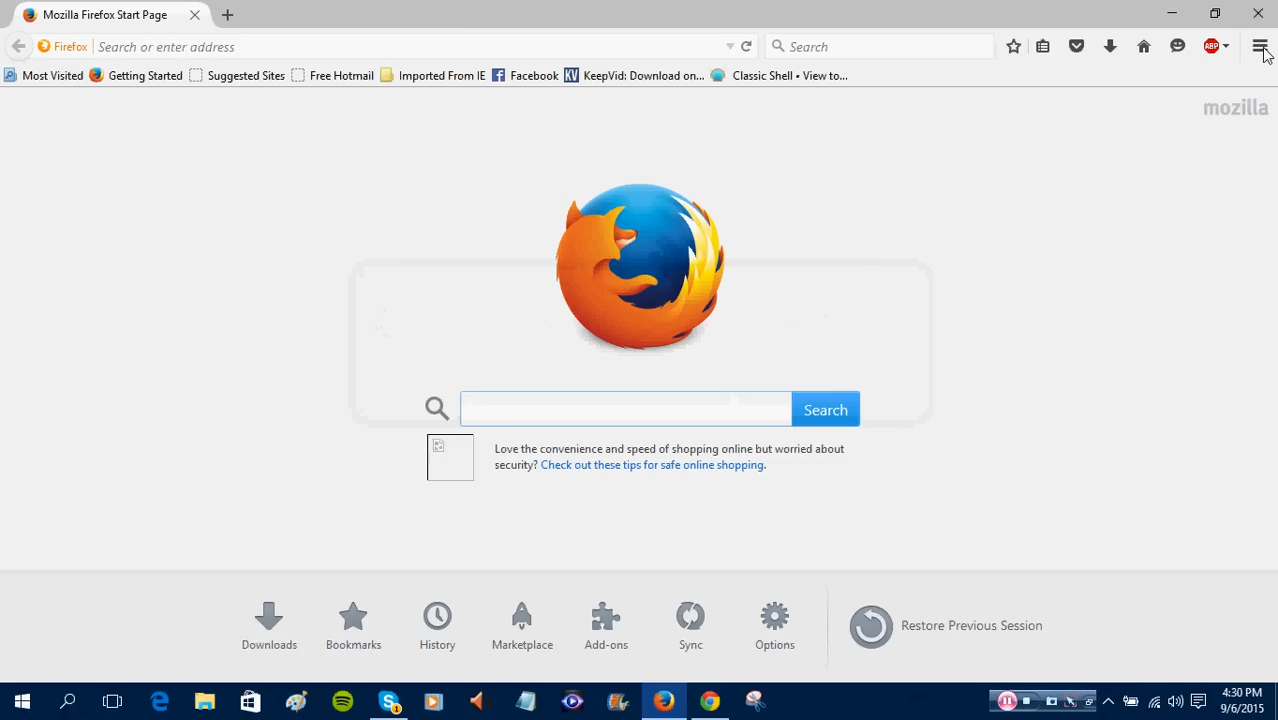 Mozilla Firefox Start Page
Firefox Search or enter address Search ABP
Most Visited Getting Started Suggested Sites Free Hotmail Imported From IE Facebook KV KeepVid: Download on... Classic Shell • View to...
mozilla
Search
Love the convenience and speed of shopping online but worried about
security? Check out these tips for safe online shopping.
Downloads Bookmarks History Marketplace Add-ons Sync Options Restore Previous Session
1
4:30 PM
9/6/2015